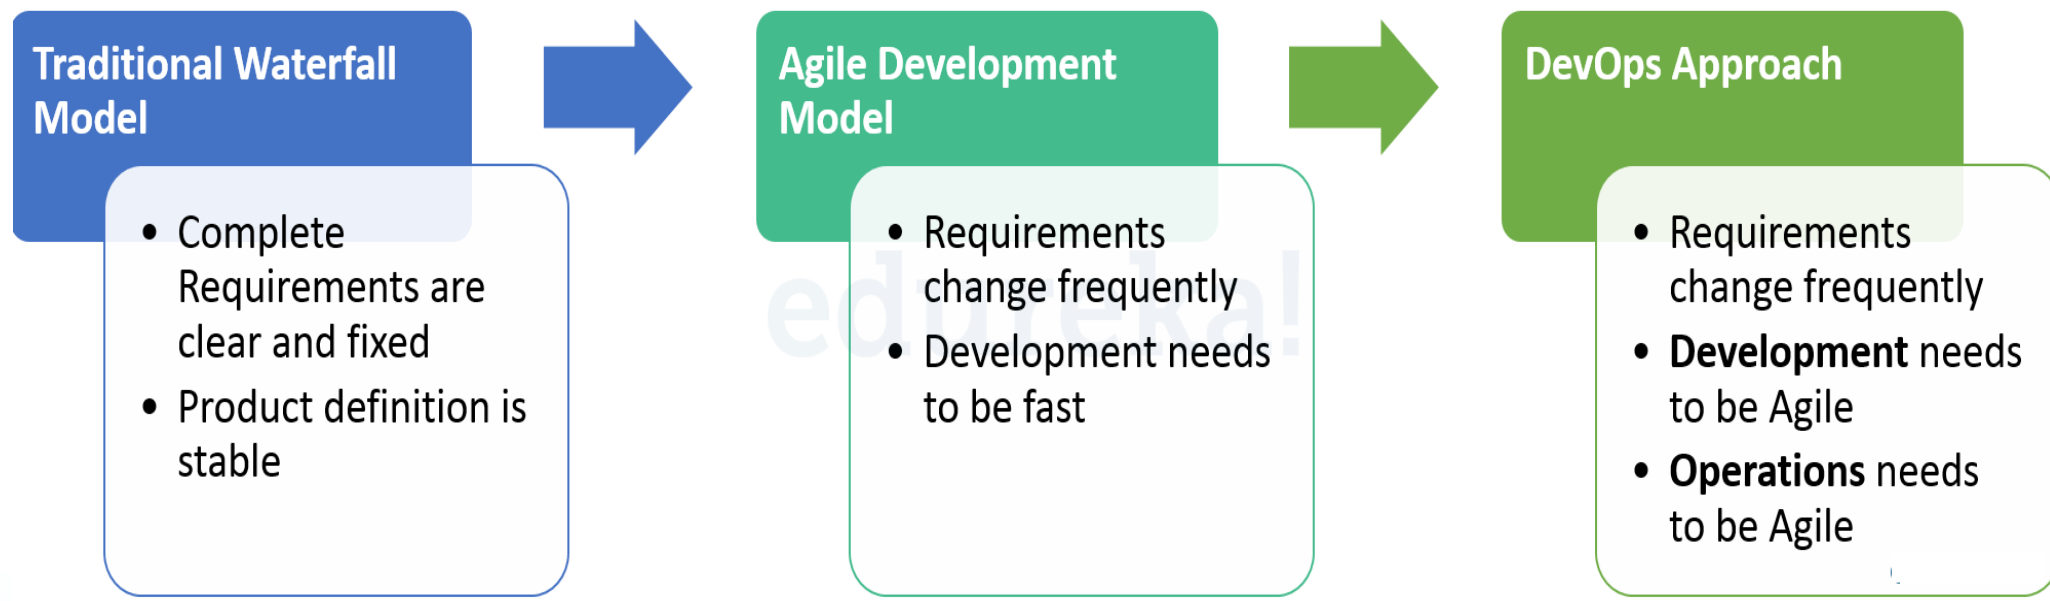 Traditional Waterfall
Model
• Complete
Requirements are
clear and fixed
• Product definition is
stable
Agile Development
Model
• Requirements
change frequently
• Development needs
to be fast
edureka!
DevOps Approach
• Requirements
change frequently
• Development needs
to be Agile
• Operations needs
to be Agile